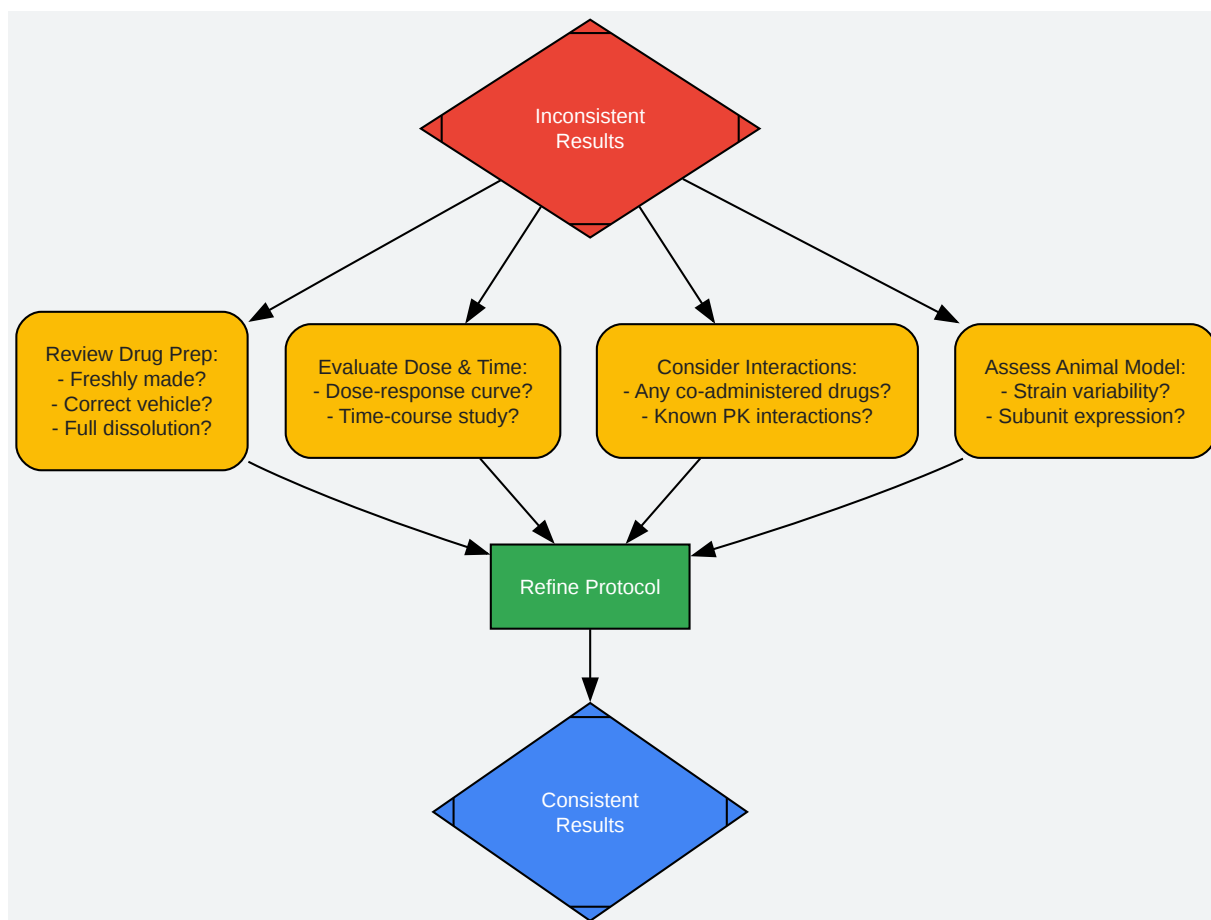 Inconsistent
Results
Review Drug Prep:
- Freshly made?
- Correct vehicle?
- Full dissolution?
Evaluate Dose & Time:
- Dose-response curve?
- Time-course study?
Consider Interactions:
- Any co-administered drugs?
- Known PK interactions?
Assess Animal Model:
- Strain variability?
- Subunit expression?
Refine Protocol
Consistent
Results